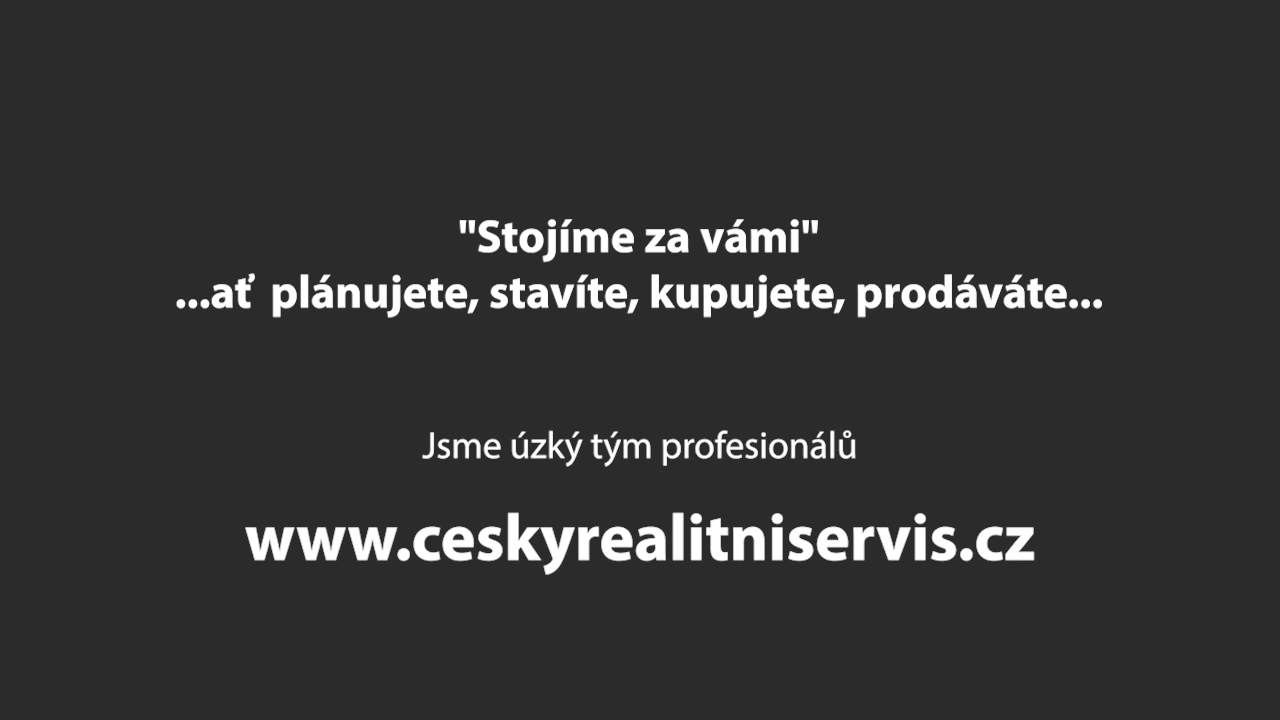 "Stojíme za vámi"
...ať  plánujete, stavíte, kupujete, prodáváte...
Jsme úzký tým profesionálů
www.ceskyrealitniservis.cz